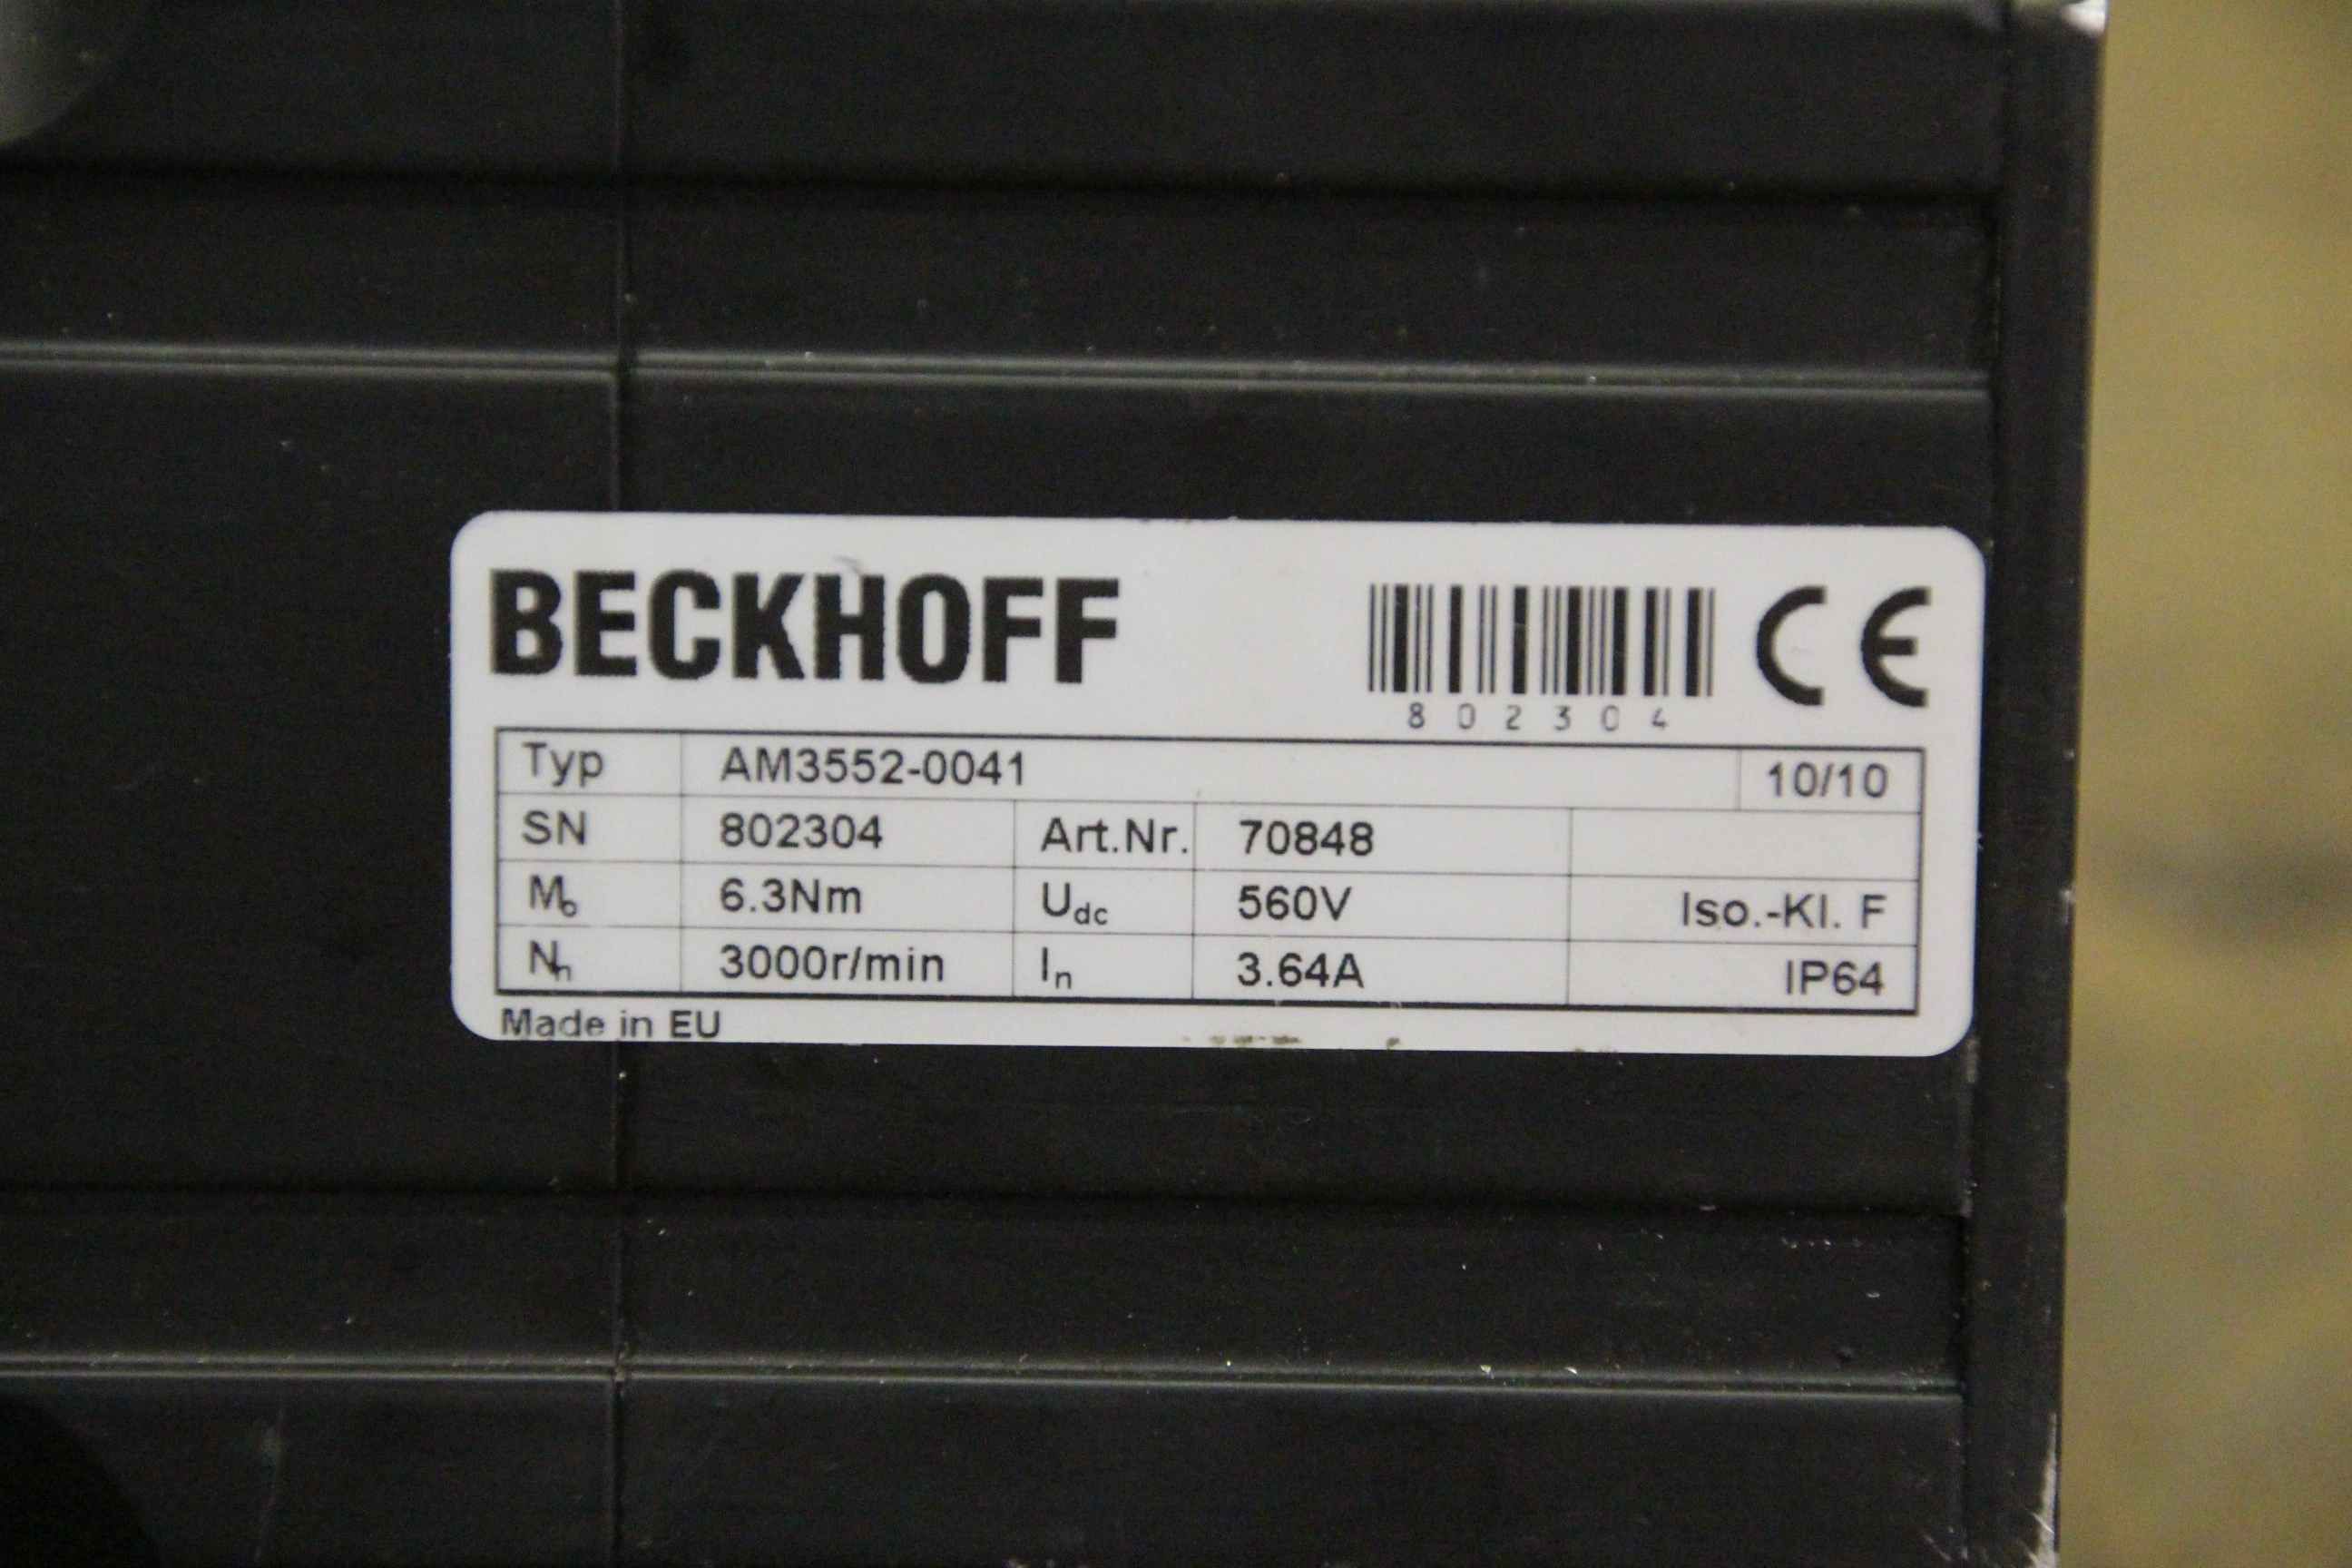 BECKHOFF
CE
802304
Typ AM3552-0041 10/10
SN 802304 Art.Nr. 70848
M₀ 6.3Nm Udc 560V Iso.-Kl. F
Nn 3000r/min In 3.64A IP64
Made in EU